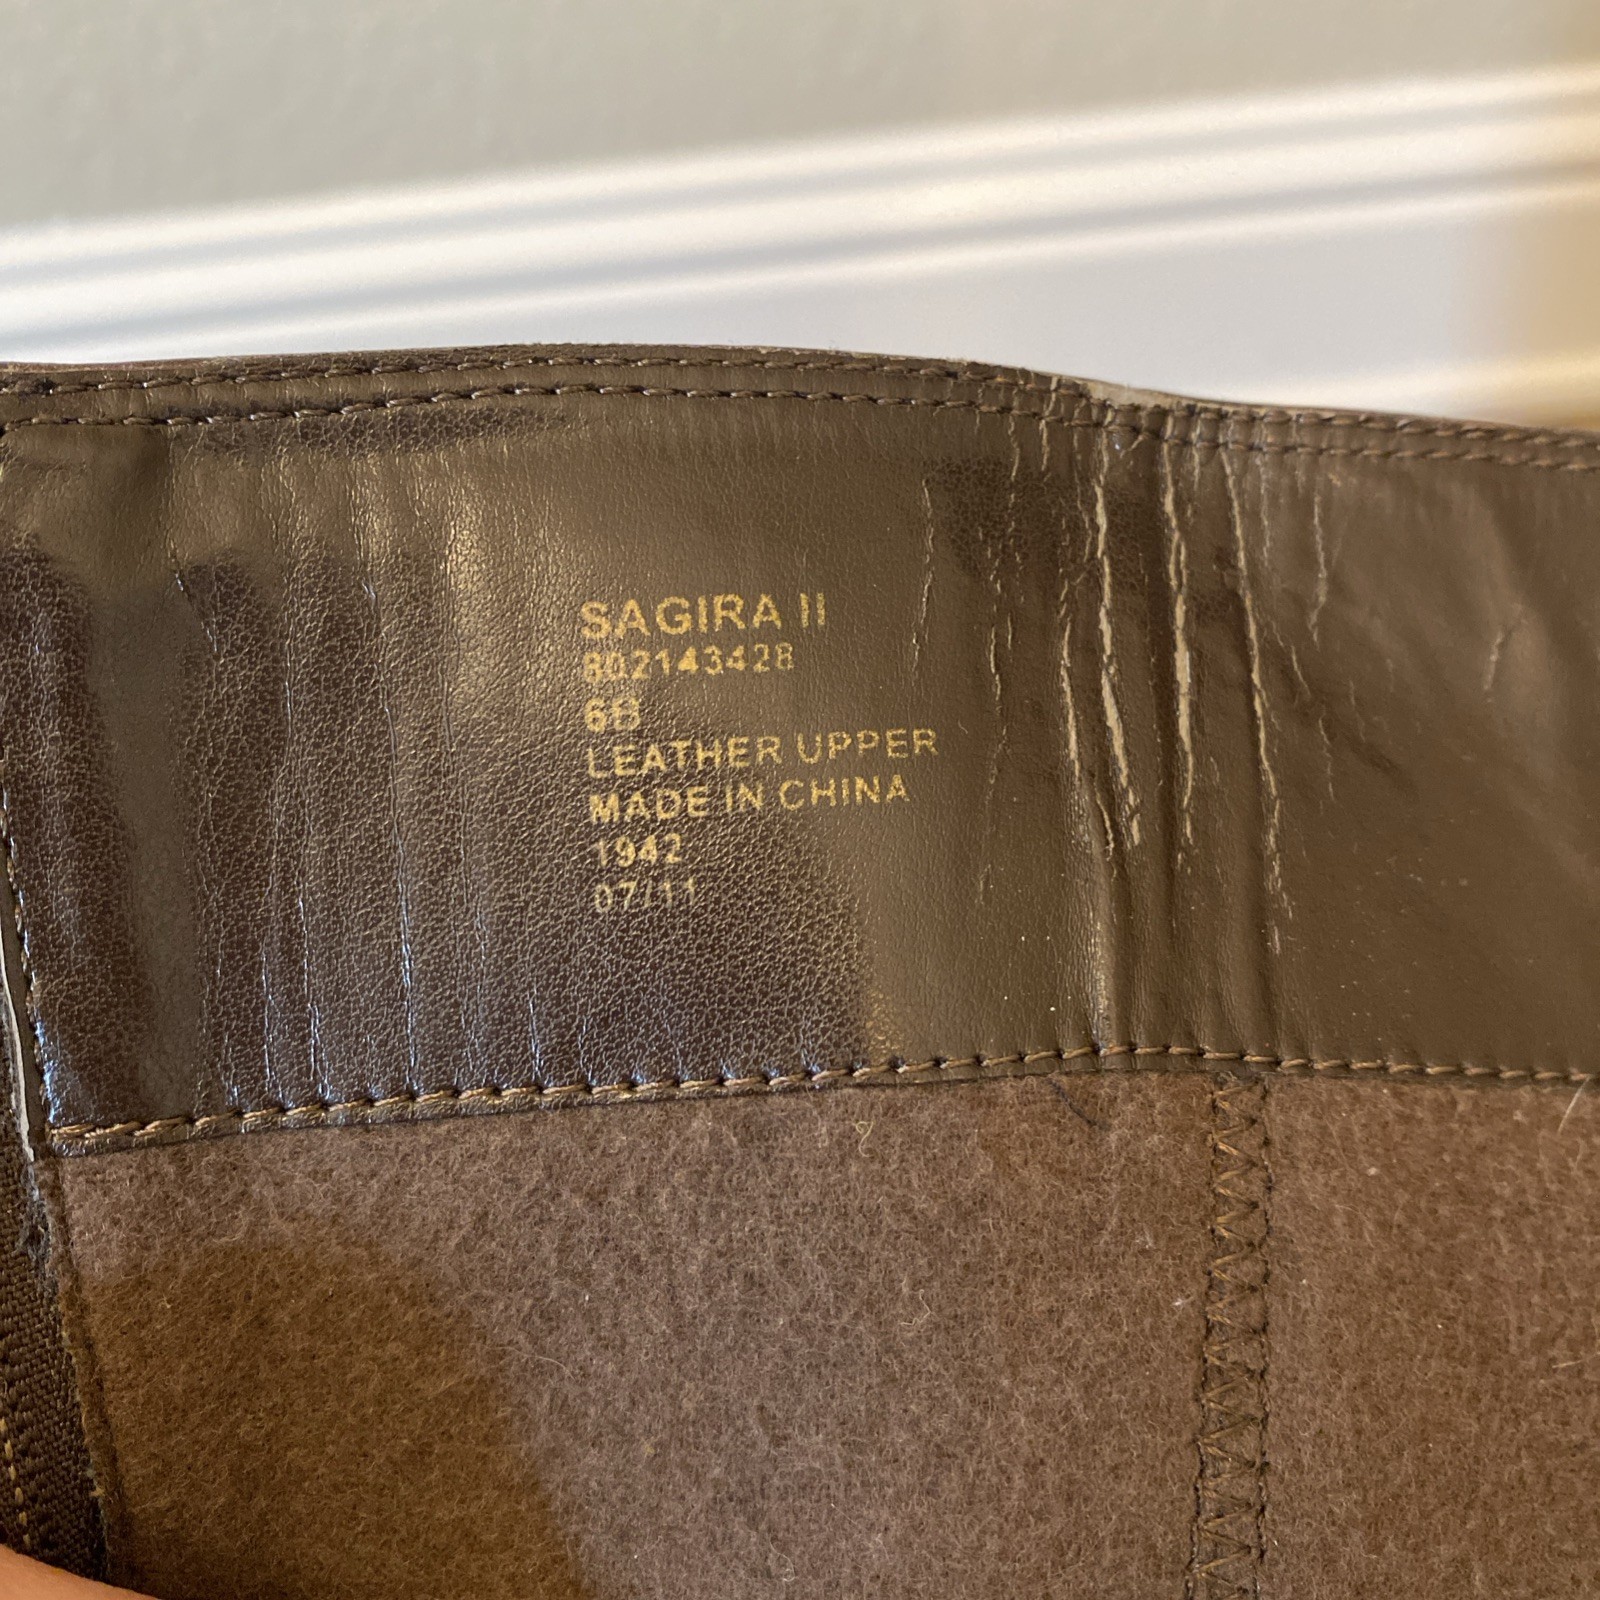 SAGIRA II
802143428
6B
LEATHER UPPER
MADE IN CHINA
1942
07/11